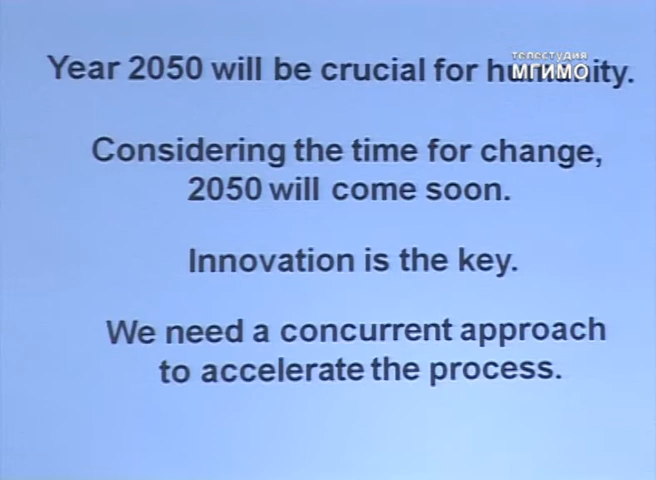 телестудия
МГИМО
Year 2050 will be crucial for humanity.
Considering the time for change,
2050 will come soon.
Innovation is the key.
We need a concurrent approach
to accelerate the process.